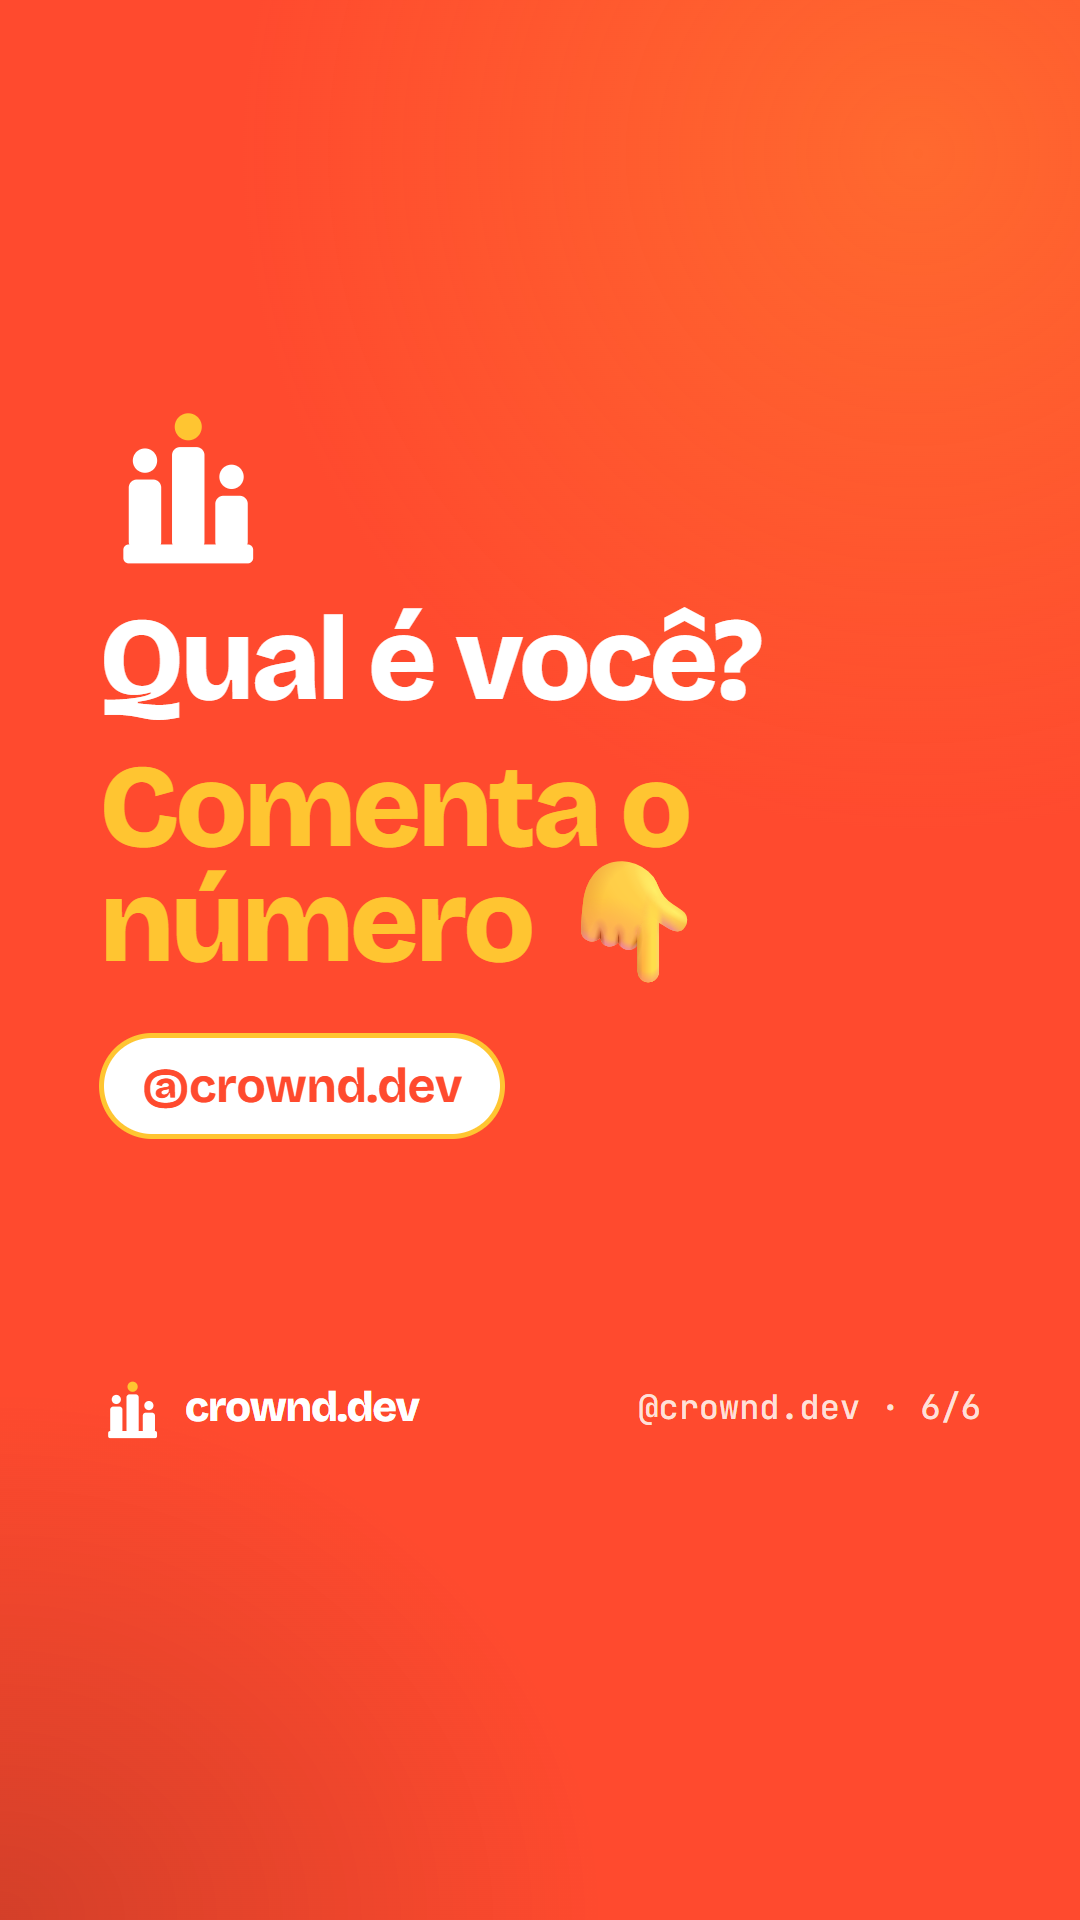 Qual é você?
Comenta o
número 👇
@crownd.dev
crownd.dev
@crownd.dev · 6/6